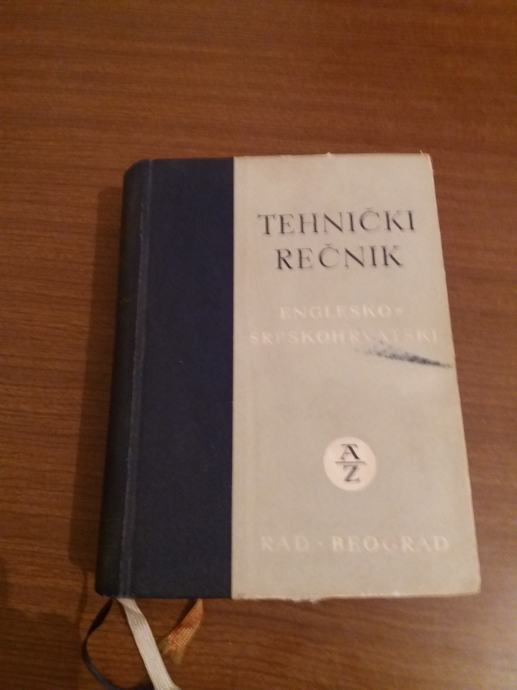 TEHNIČKI
REČNIK
ENGLESKO-
SRPSKOHRVATSKI
A
Z
RAD • BEOGRAD